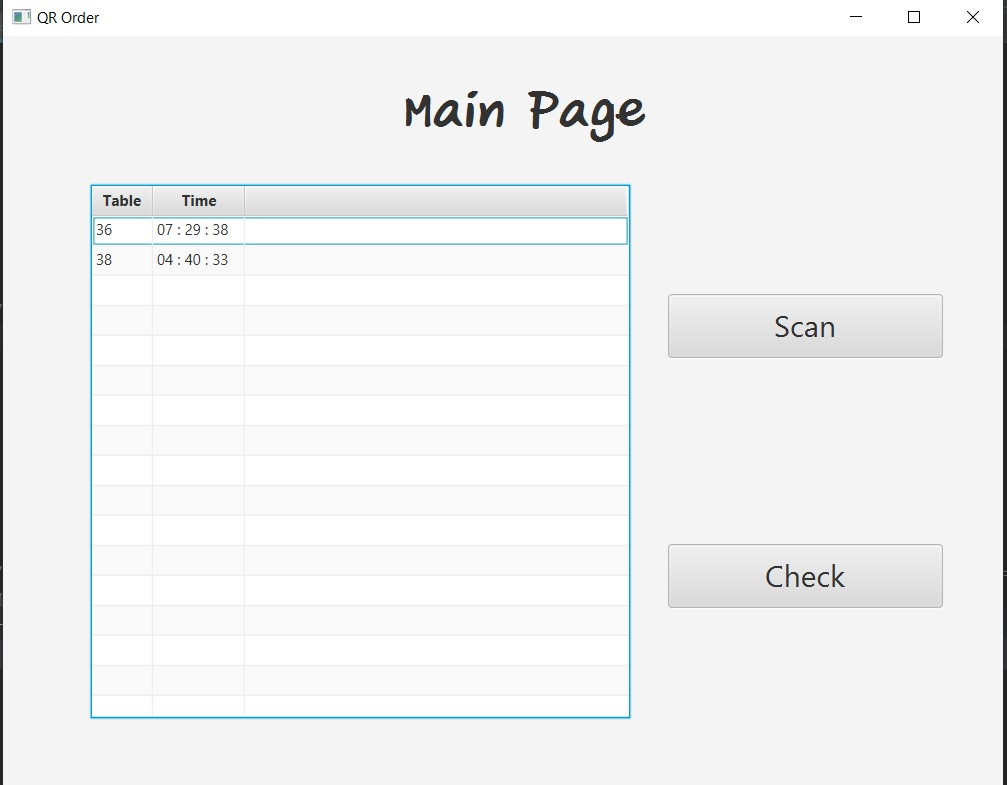 QR Order
Main Page
Table Time
36 07 : 29 : 38
38 04 : 40 : 33
Scan
Check